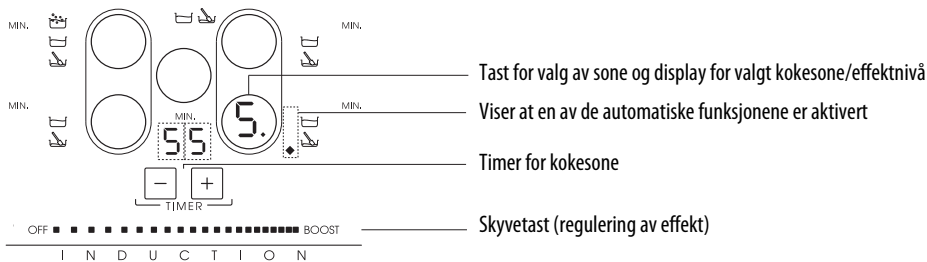 MIN.
MIN.
Tast for valg av sone og display for valgt kokesone/effektnivå
MIN.
MIN.
Viser at en av de automatiske funksjonene er aktivert
MIN.
5.
55
Timer for kokesone
− +
TIMER
OFF BOOST
Skyvetast (regulering av effekt)
I N D U C T I O N